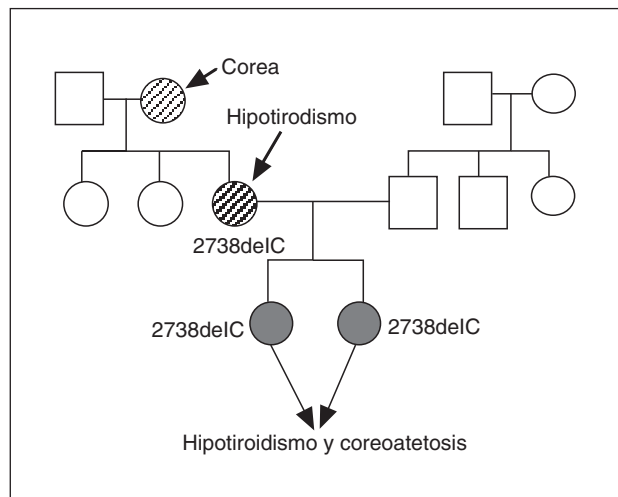 Corea
Hipotirodismo
2738delC
2738delC
2738delC
Hipotiroidismo y coreoatetosis